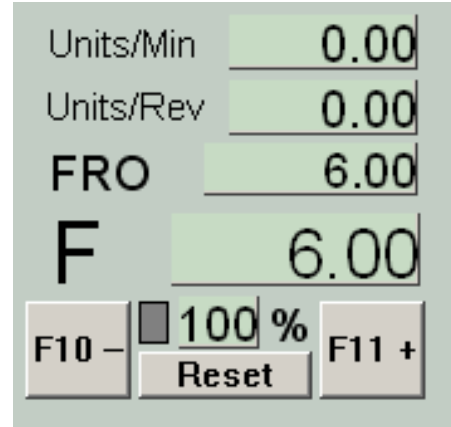 Units/Min 0.00
Units/Rev 0.00
FRO 6.00
F 6.00
F10 – 100 % F11 +
Reset